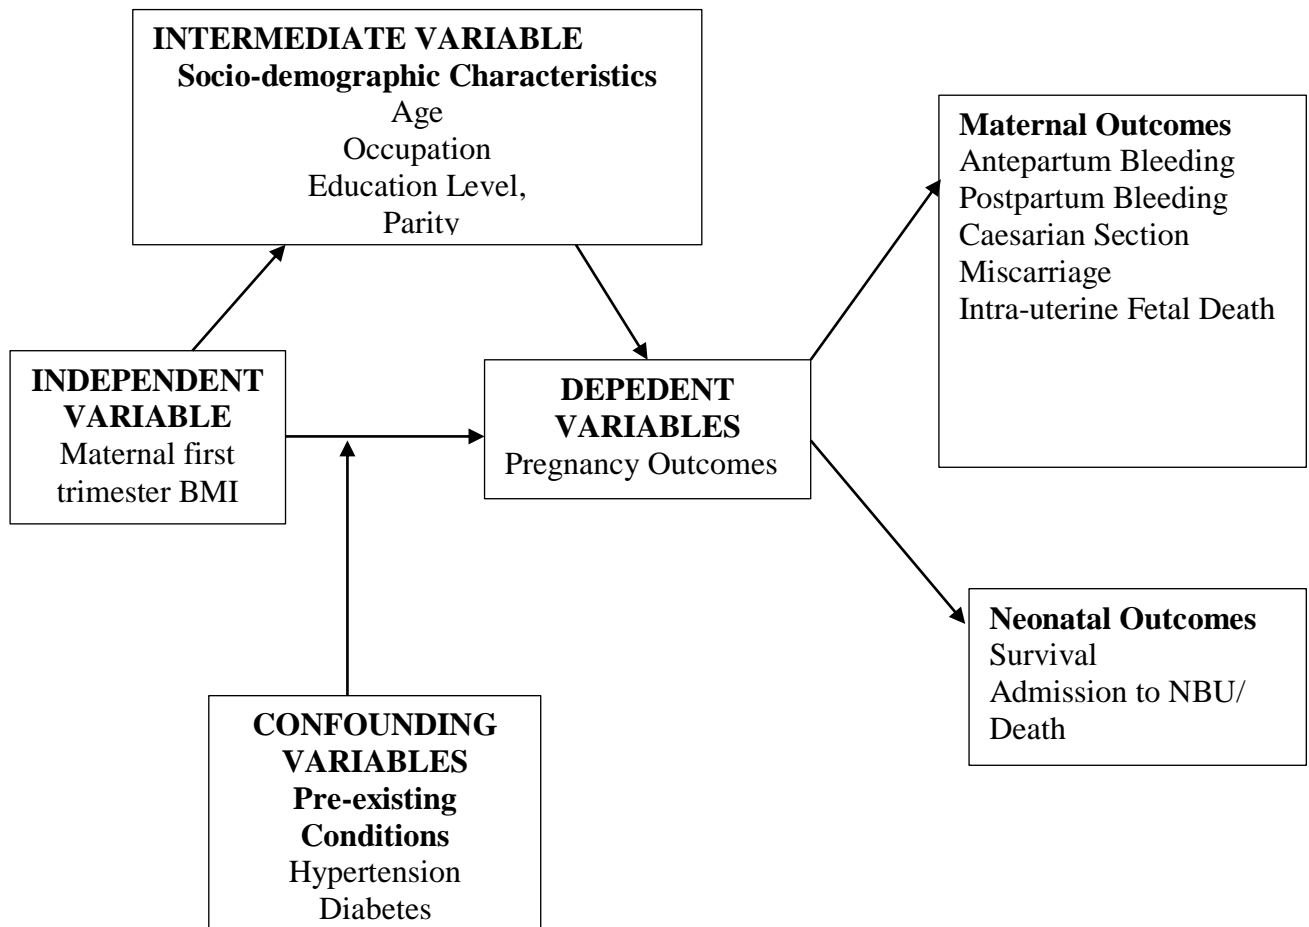 INTERMEDIATE VARIABLE
Socio-demographic Characteristics
Age
Occupation
Education Level,
Parity
Maternal Outcomes
Antepartum Bleeding
Postpartum Bleeding
Caesarian Section
Miscarriage
Intra-uterine Fetal Death
INDEPENDENT
VARIABLE
Maternal first
trimester BMI
DEPEDENT
VARIABLES
Pregnancy Outcomes
Neonatal Outcomes
Survival
Admission to NBU/
Death
CONFOUNDING
VARIABLES
Pre-existing
Conditions
Hypertension
Diabetes